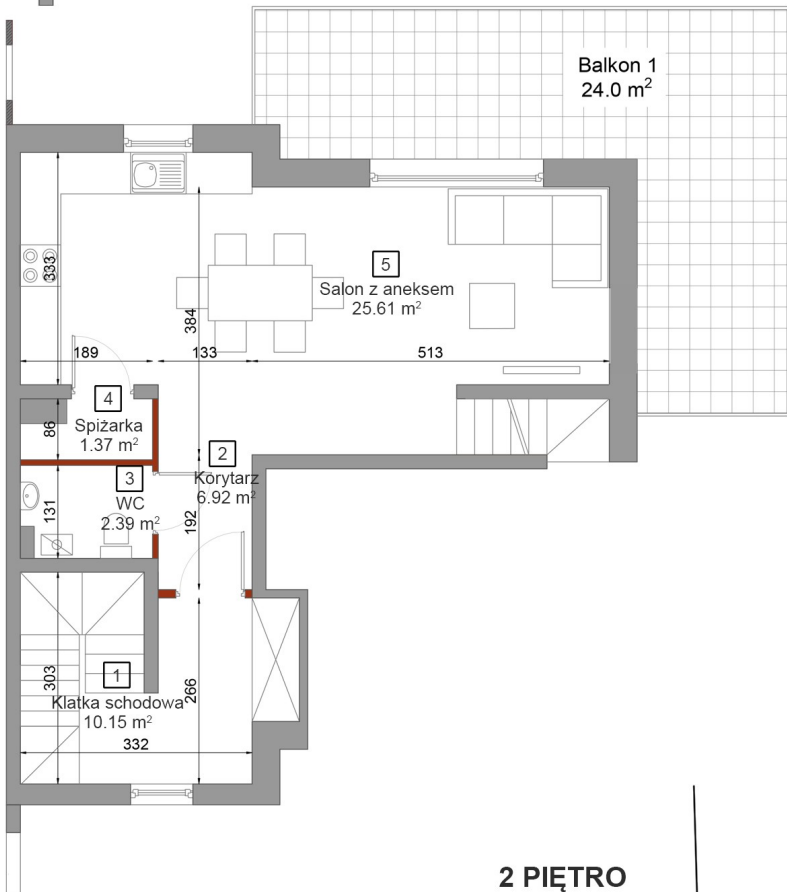 Balkon 1
24.0 m²
5
Salon z aneksem
25.61 m²
333
384
189
133
513
4
Spiżarka
1.37 m²
86
2
Korytarz
6.92 m²
3
WC
2.39 m²
131
192
1
Klatka schodowa
10.15 m²
303
266
332
2 PIĘTRO